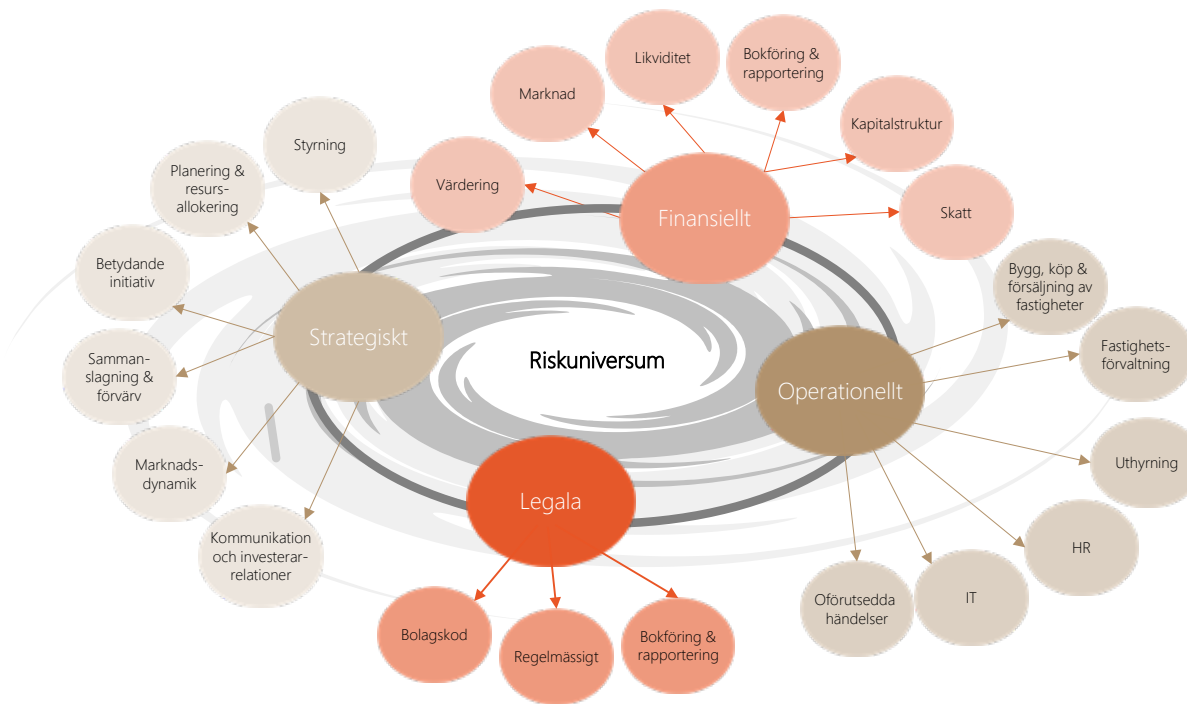 Riskuniversum
Finansiellt
Värdering
Marknad
Likviditet
Bokföring &
rapportering
Kapitalstruktur
Skatt
Operationellt
Bygg, köp &
försäljning av
fastigheter
Fastighets-
förvaltning
Uthyrning
HR
IT
Oförutsedda
händelser
Legala
Bokföring &
rapportering
Regelmässigt
Bolagskod
Strategiskt
Kommunikation
och investerar-
relationer
Marknads-
dynamik
Samman-
slagning &
förvärv
Betydande
initiativ
Planering &
resurs-
allokering
Styrning